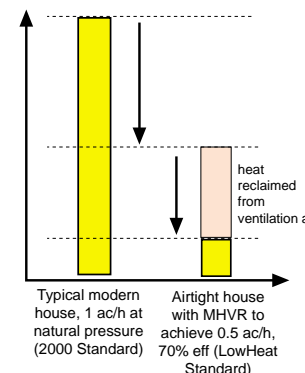 heat
reclaimed
from
ventilation a
Typical modern
house, 1 ac/h at
natural pressure
(2000 Standard)
Airtight house
with MHVR to
achieve 0.5 ac/h,
70% eff (LowHeat
Standard)